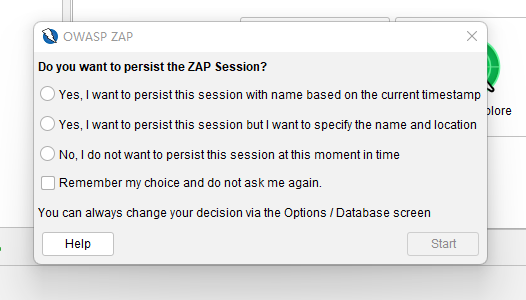 OWASP ZAP
Do you want to persist the ZAP Session?
Yes, I want to persist this session with name based on the current timestamp
plore
Yes, I want to persist this session but I want to specify the name and location
No, I do not want to persist this session at this moment in time
Remember my choice and do not ask me again.
You can always change your decision via the Options / Database screen
Help
Start